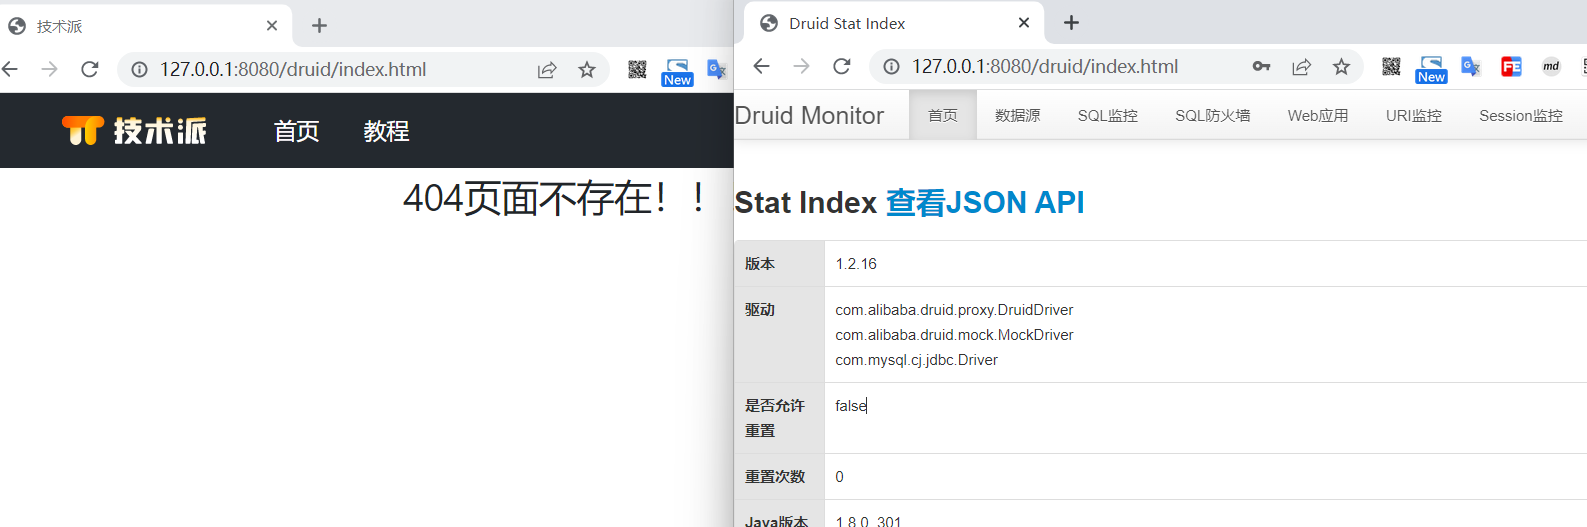 技术派
127.0.0.1:8080/druid/index.html
New
技术派
首页
教程
404页面不存在！！
Druid Stat Index
127.0.0.1:8080/druid/index.html
New
FE
md
Druid Monitor
首页
数据源
SQL监控
SQL防火墙
Web应用
URI监控
Session监控
Stat Index 查看JSON API
版本
1.2.16
驱动
com.alibaba.druid.proxy.DruidDriver
com.alibaba.druid.mock.MockDriver
com.mysql.cj.jdbc.Driver
是否允许
重置
false
重置次数
0
Java版本
1.8.0_301